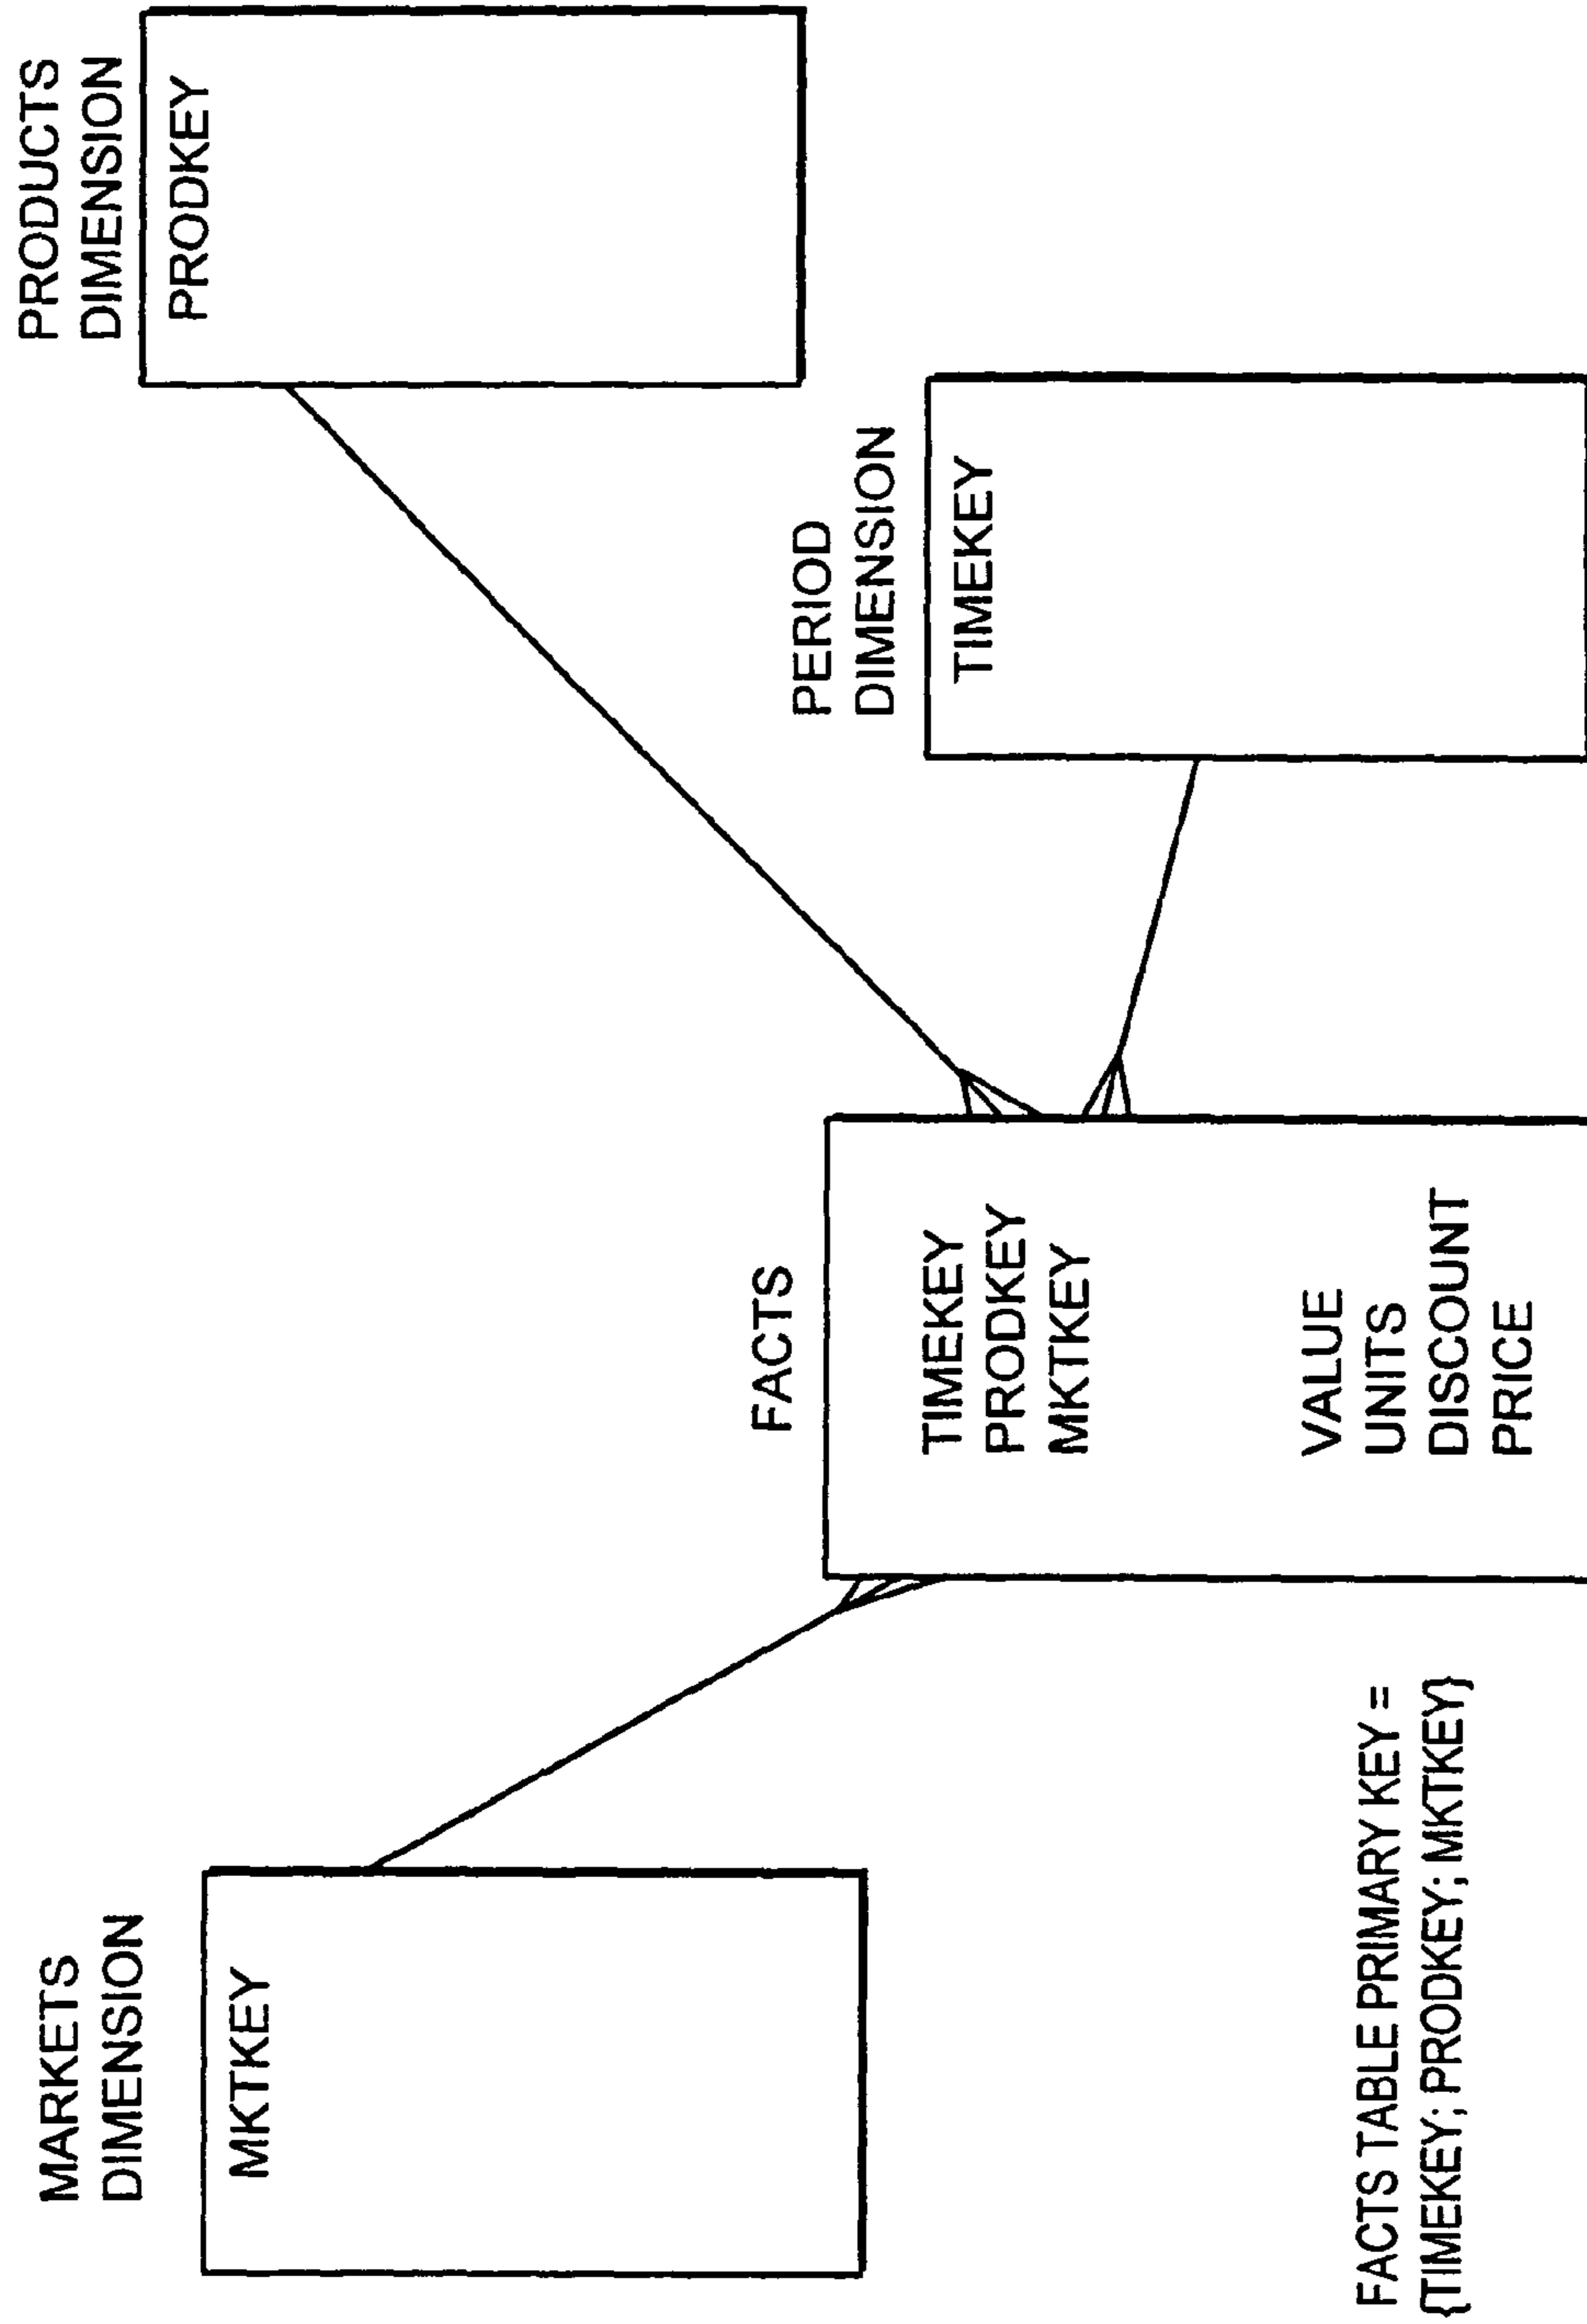 MARKETS
DIMENSION
MKTKEY
FACTS
TIMEKEY
PRODKEY
MKTKEY
VALUE
UNITS
DISCOUNT
PRICE
PRODUCTS
DIMENSION
PRODKEY
PERIOD
DIMENSION
TIMEKEY
FACTS TABLE PRIMARY KEY =
{TIMEKEY; PRODKEY; MKTKEY}